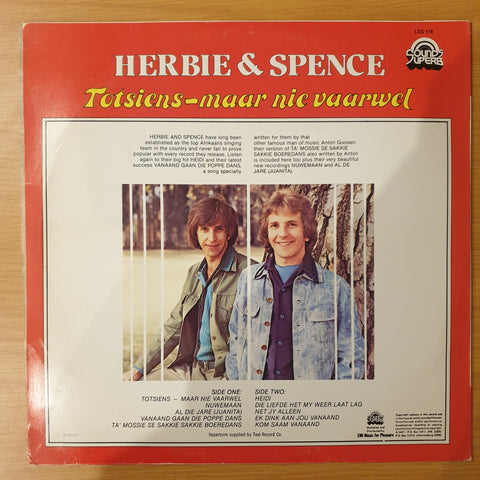 LSS 178
SOUND SUPERB
HERBIE & SPENCE
Totsiens-maar nie vaarwel
HERBIE AND SPENCE have long been
established as the top Afrikaans singing
team in the country and never fail to prove
popular with every record they release. Listen
again to their big hit HEIDI and their latest
success VANAAND GAAN DIE POPPE DANS,
a song specially
written for them by that
other famous man of music Anton Goosen.
their version of TA' MOSSIE SE SAKKIE
SAKKIE BOEREDANS also written by Anton
is included here too plus their very beautiful
new recordings NUWEMAAN and AL DE
JARE (JUANITA)
SIDE ONE:
TOTSIENS – MAAR NIE VAARWEL
NUWEMAAN
AL DIE JARE (JUANITA)
VANAAND GAAN DIE POPPE DANS
TA' MOSSIE SE SAKKIE SAKKIE BOEREDANS
SIDE TWO:
HEIDI
DIE LIEFDE HET MY WEER LAAT LAG
NET JY ALLEEN
EK DINK AAN JOU VANAAND
KOM SAAM VANAAND
Repertoire supplied by Teal Record Co.
EMI Music for Pleasure